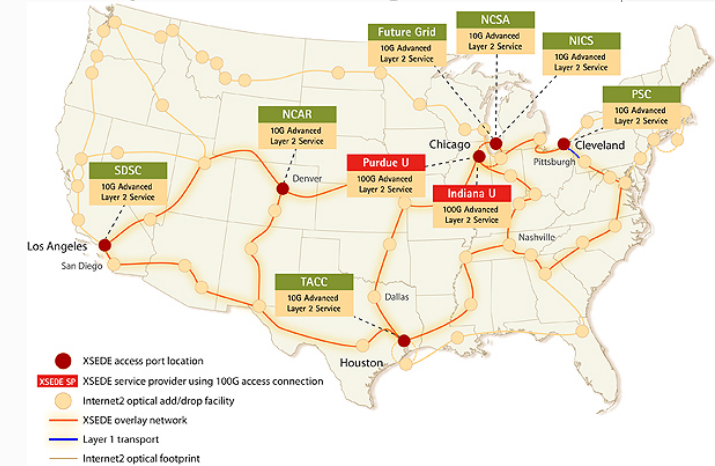 Future Grid
10G Advanced
Layer 2 Service
NCSA
10G Advanced
Layer 2 Service
NICS
10G Advanced
Layer 2 Service
PSC
10G Advanced
Layer 2 Service
NCAR
10G Advanced
Layer 2 Service
Chicago
Cleveland
Pittsburgh
Purdue U
100G Advanced
Layer 2 Service
SDSC
10G Advanced
Layer 2 Service
Denver
Indiana U
100G Advanced
Layer 2 Service
Los Angeles
San Diego
Nashville
TACC
10G Advanced
Layer 2 Service
Dallas
Houston
XSEDE access port location
XSEDE SP XSEDE service provider using 100G access connection
Internet2 optical add/drop facility
XSEDE overlay network
Layer 1 transport
Internet2 optical footprint